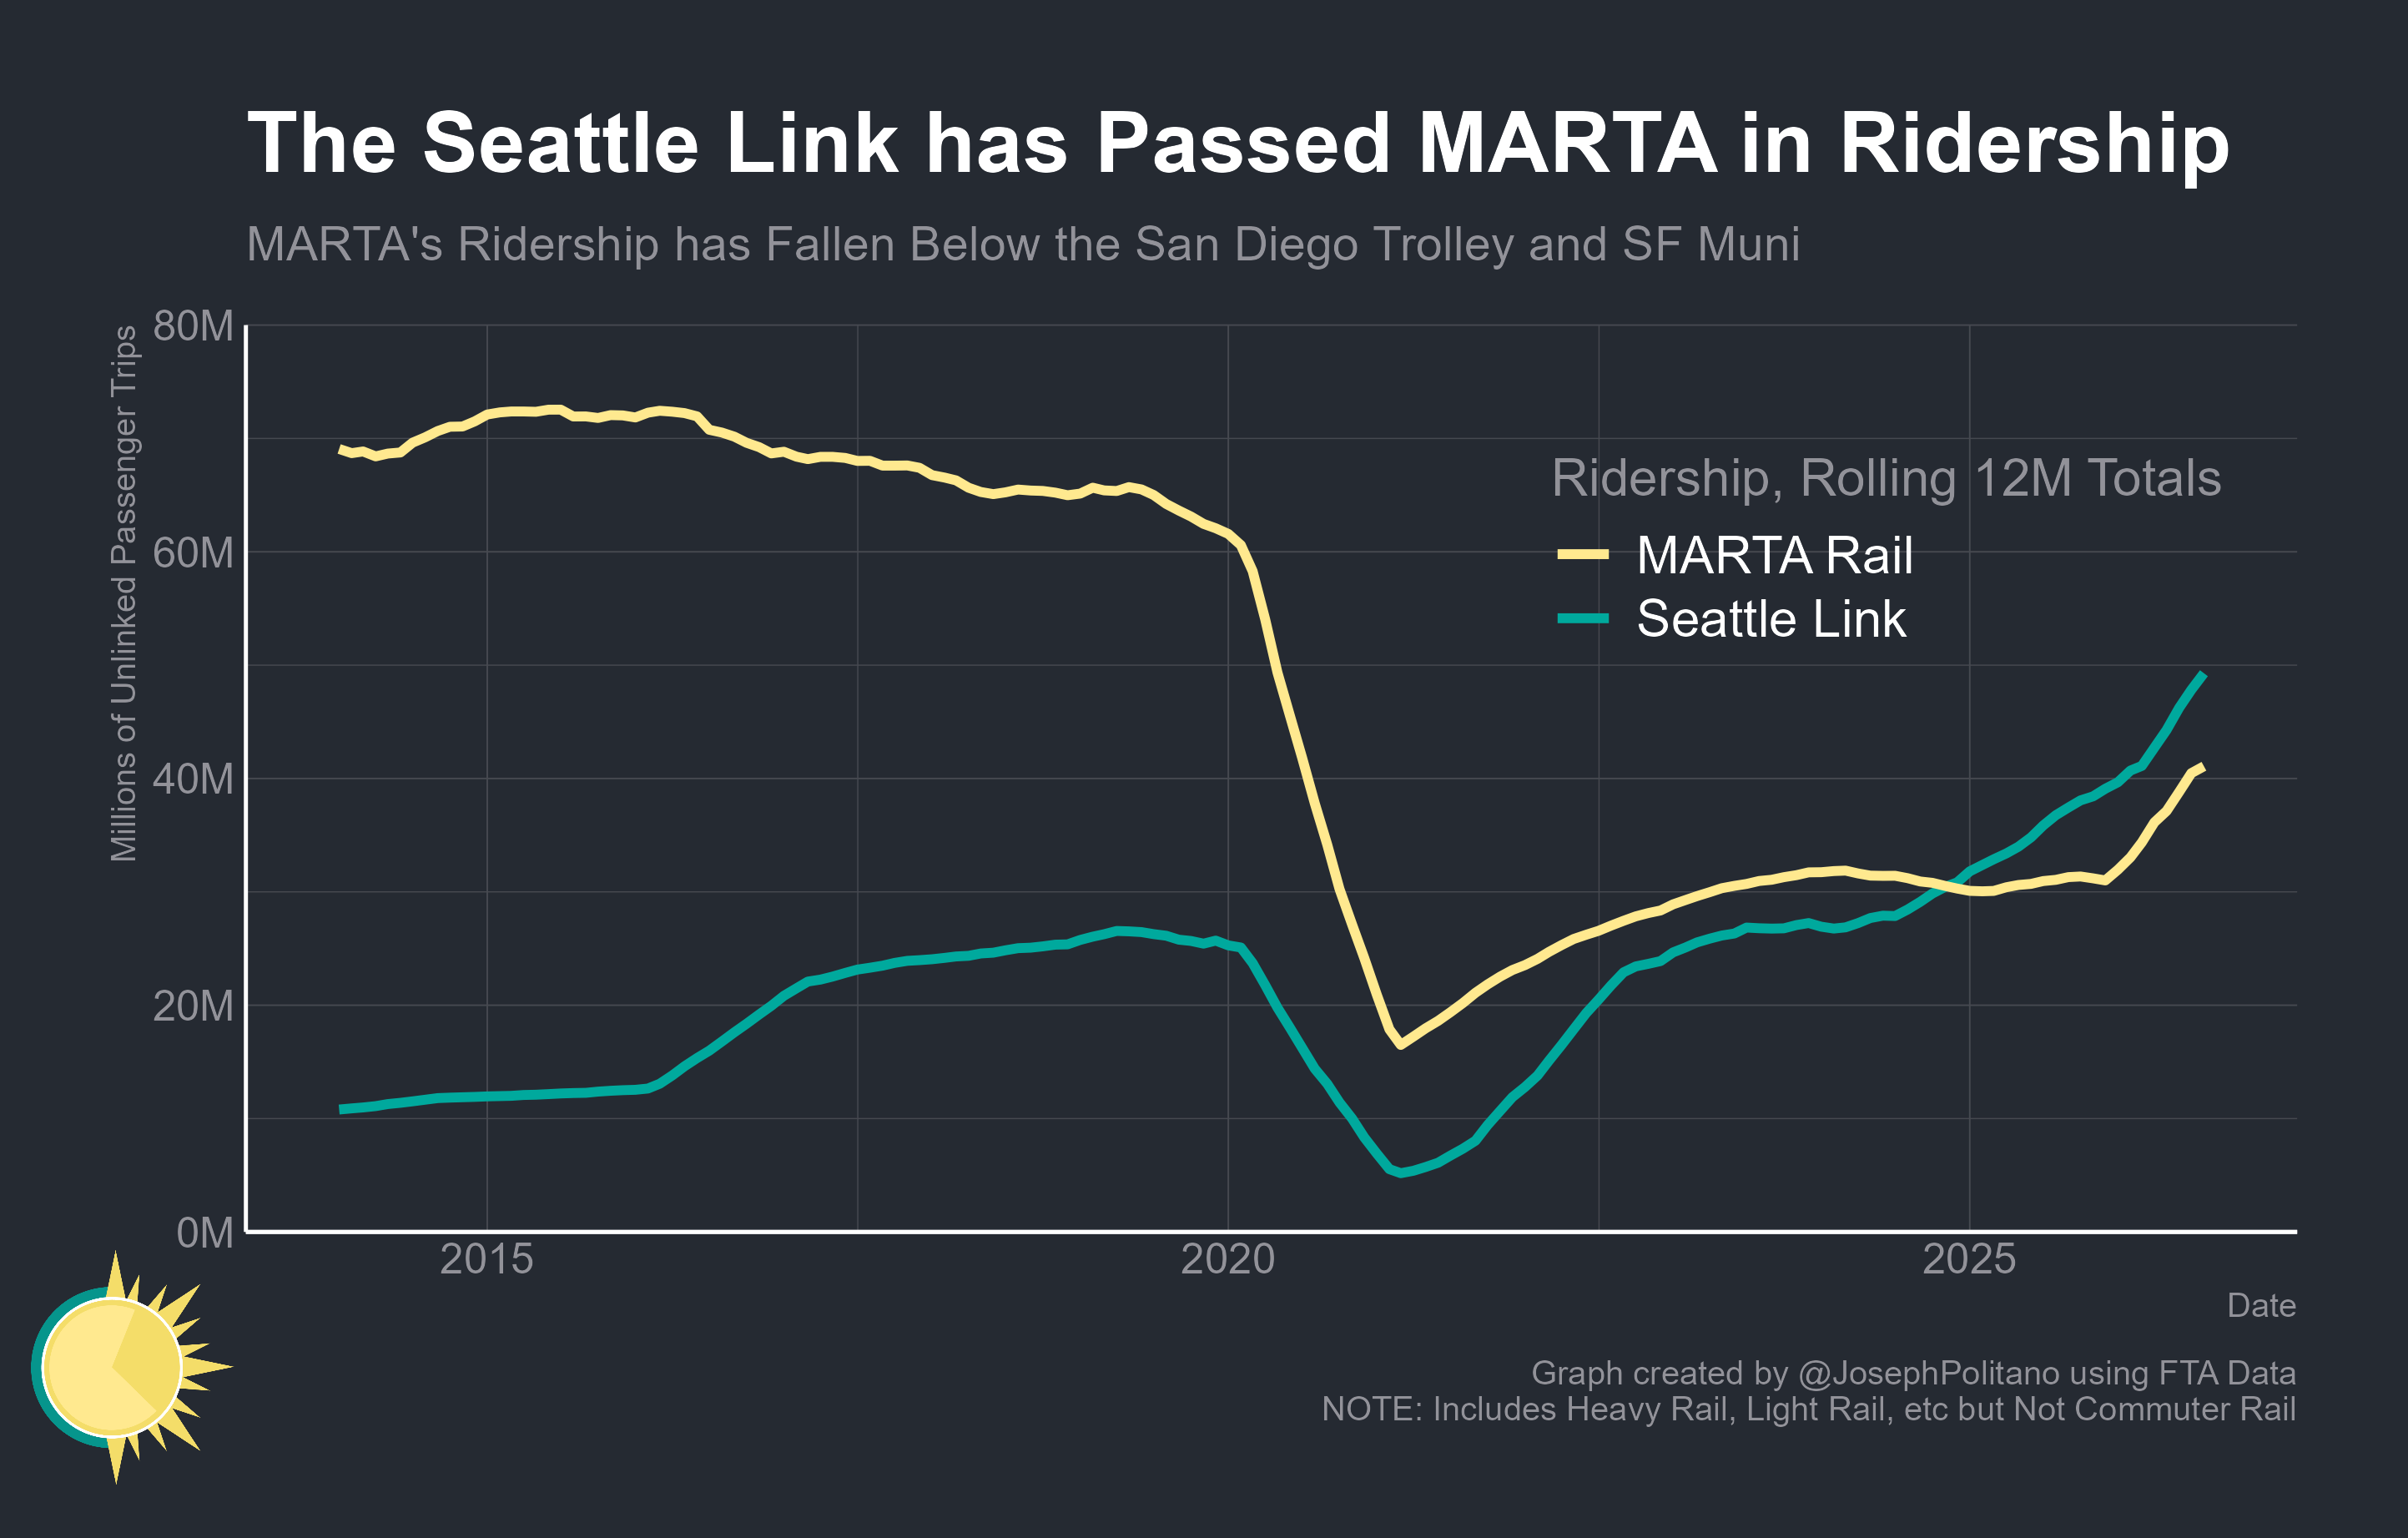 The Seattle Link has Passed MARTA in Ridership
MARTA's Ridership has Fallen Below the San Diego Trolley and SF Muni
Millions of Unlinked Passenger Trips
80M
60M
40M
20M
0M
Ridership, Rolling 12M Totals
MARTA Rail
Seattle Link
2015
2020
2025
Date
Graph created by @JosephPolitano using FTA Data
NOTE: Includes Heavy Rail, Light Rail, etc but Not Commuter Rail